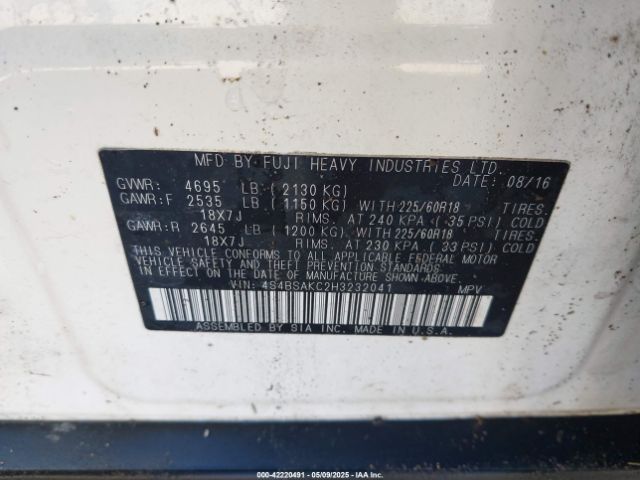 MFD BY FUJI HEAVY INDUSTRIES LTD.
DATE: 08/16
GVWR: 4695 LB (2130 KG)
GAWR:F 2535 LB (1150 KG) WITH 225/60R18 TIRES.
18X7J RIMS. AT 240 KPA (35 PSI) COLD
GAWR:R 2645 LB (1200 KG) WITH 225/60R18 TIRES.
18X7J RIMS. AT 230 KPA (33 PSI) COLD
THIS VEHICLE CONFORMS TO ALL APPLICABLE FEDERAL MOTOR
VEHICLE SAFETY AND THEFT PREVENTION STANDARDS IN EFFECT
ON THE DATE OF MANUFACTURE SHOWN ABOVE.
VIN: 4S4BSAKC2H3232041 MPV
ASSEMBLED BY SIA INC. MADE IN U.S.A.
000-42220491 - 05/09/2025 - IAAI.COM